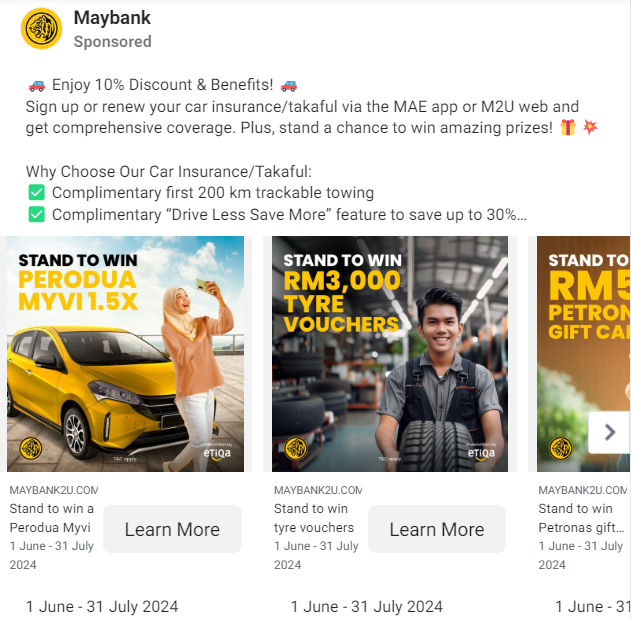 Maybank
Sponsored
🚗 Enjoy 10% Discount & Benefits! 🚗
Sign up or renew your car insurance/takaful via the MAE app or M2U web and
get comprehensive coverage. Plus, stand a chance to win amazing prizes! 🎁 💥
Why Choose Our Car Insurance/Takaful:
✅ Complimentary first 200 km trackable towing
✅ Complimentary “Drive Less Save More” feature to save up to 30%...
STAND TO WIN
PERODUA
MYVI 1.5X
T&C apply.
Underwritten by
etiQa
MAYBANK2U.COM
Stand to win a
Perodua Myvi
1 June - 31 July
2024
Learn More
1 June - 31 July 2024
STAND TO WIN
RM3,000
TYRE
VOUCHERS
T&C apply.
Underwritten by
etiQa
MAYBANK2U.COM
Stand to win
tyre vouchers
1 June - 31 July
2024
Learn More
1 June - 31 July 2024
STAND TO
RM5
PETRON
GIFT CA
MAYBANK2U.COM
Stand to win
Petronas gift...
1 June - 31 July
2024
1 June - 31